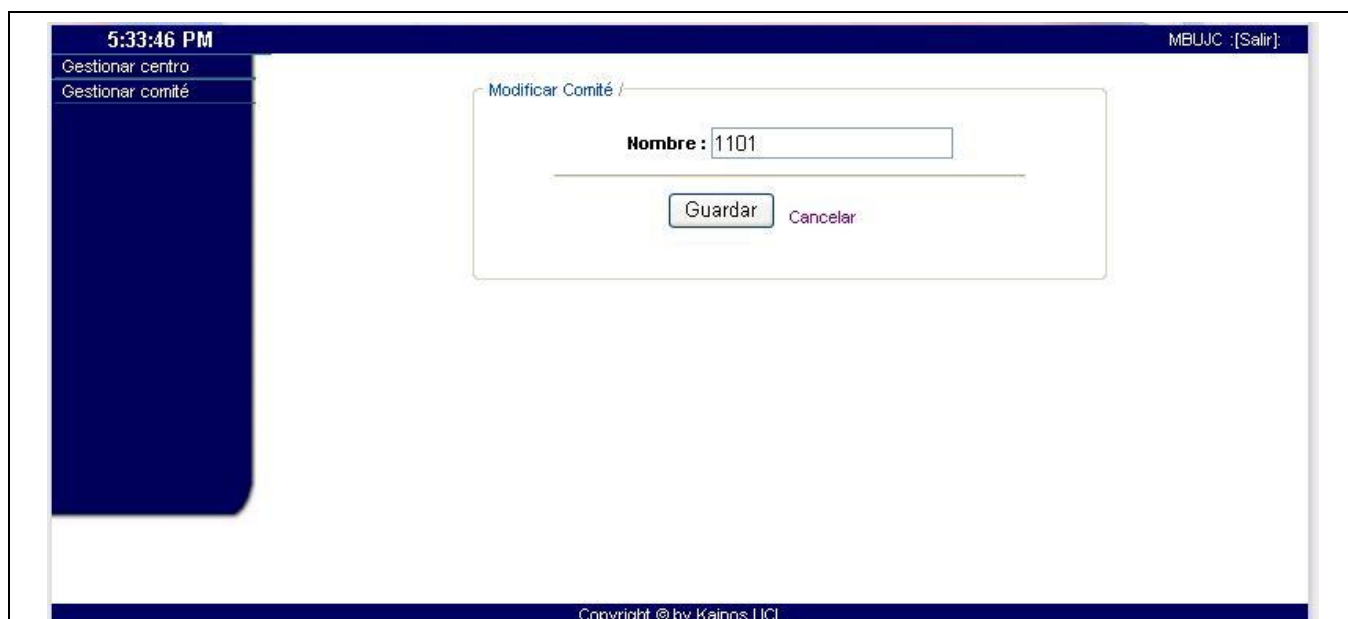 5:33:46 PM
MBUJC :[Salir]:
Gestionar centro
Gestionar comité
Modificar Comité /
Nombre : 1101
Guardar Cancelar
Copyright © by Kainos UCI